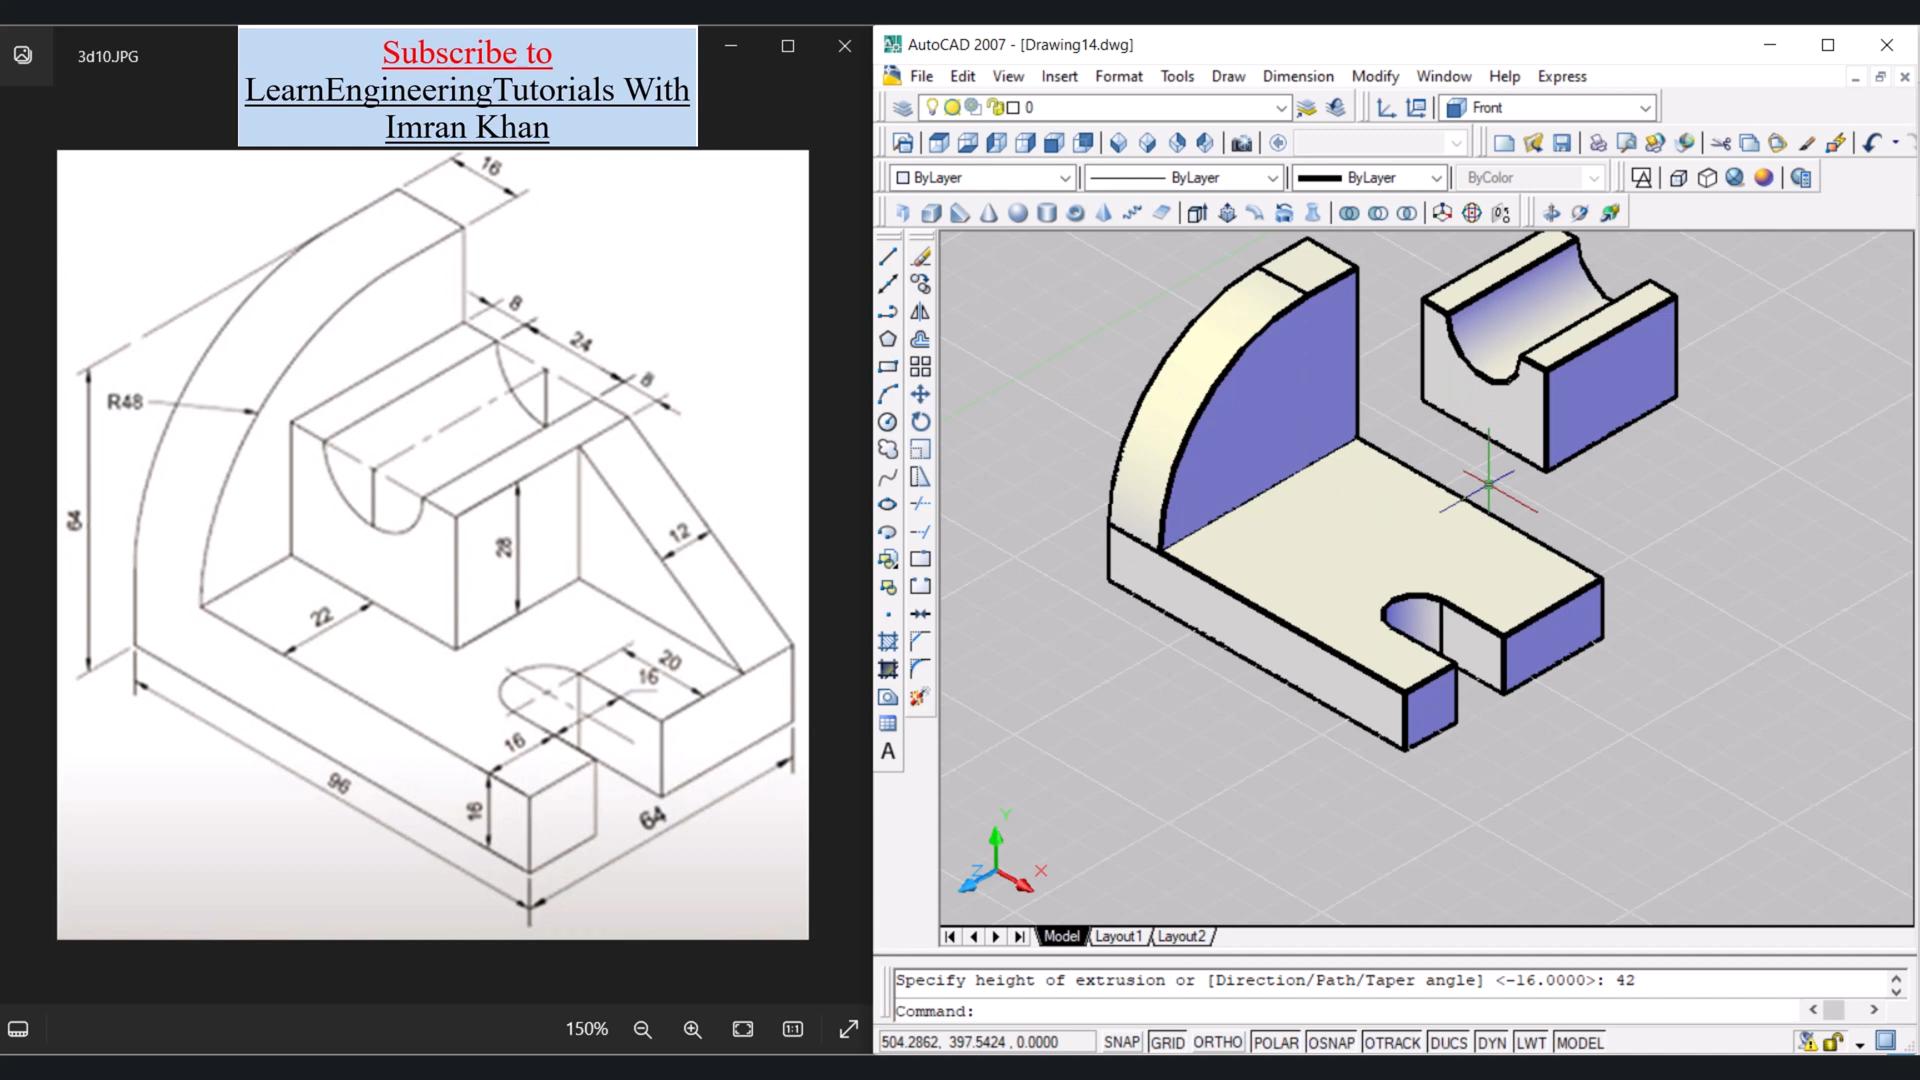 3d10.JPG
Subscribe to
LearnEngineeringTutorials With
Imran Khan
16
8
24
8
R48
64
28
12
22
20
16
16
96
16
64
150%
1:1
AutoCAD 2007 - [Drawing14.dwg]
File Edit View Insert Format Tools Draw Dimension Modify Window Help Express
0
Front
ByLayer ByLayer ByLayer ByColor
A
Y
Z X
Model Layout1 Layout2
Specify height of extrusion or [Direction/Path/Taper angle] <-16.0000>: 42
Command:
504.2862, 397.5424 , 0.0000 SNAP GRID ORTHO POLAR OSNAP OTRACK DUCS DYN LWT MODEL